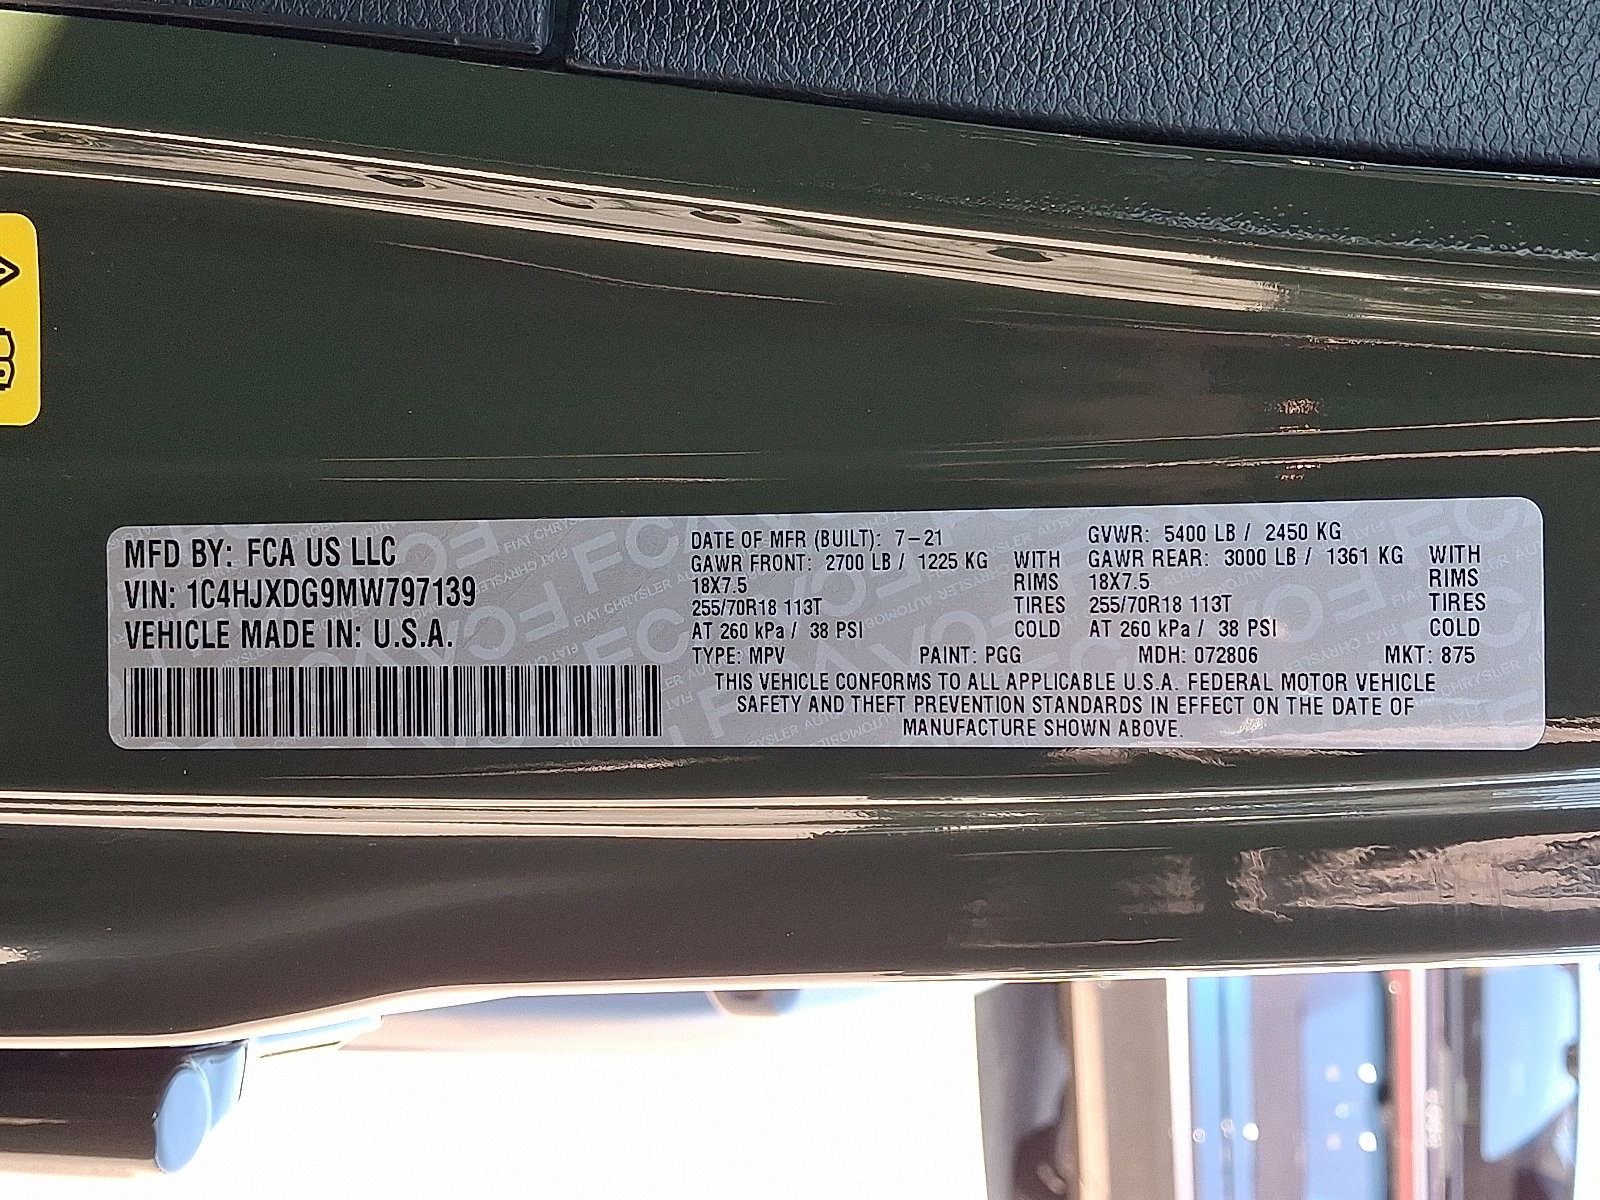 MFD BY: FCA US LLC
VIN: 1C4HJXDG9MW797139
VEHICLE MADE IN: U.S.A.
DATE OF MFR (BUILT): 7-21 GVWR: 5400 LB / 2450 KG
GAWR FRONT: 2700 LB / 1225 KG WITH GAWR REAR: 3000 LB / 1361 KG WITH
18X7.5 RIMS 18X7.5 RIMS
255/70R18 113T TIRES 255/70R18 113T TIRES
AT 260 kPa / 38 PSI COLD AT 260 kPa / 38 PSI COLD
TYPE: MPV PAINT: PGG MDH: 072806 MKT: 875
THIS VEHICLE CONFORMS TO ALL APPLICABLE U.S.A. FEDERAL MOTOR VEHICLE
SAFETY AND THEFT PREVENTION STANDARDS IN EFFECT ON THE DATE OF
MANUFACTURE SHOWN ABOVE.